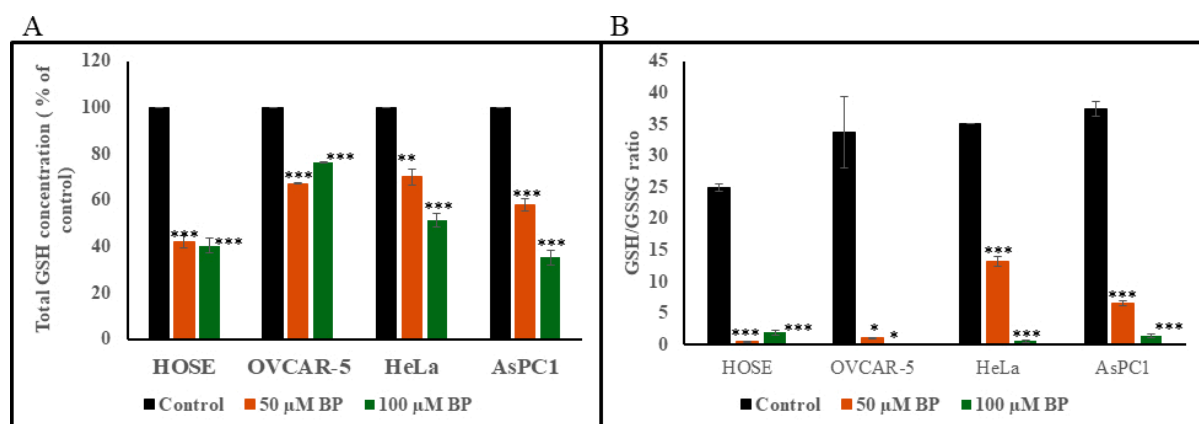 A
Total GSH concentration ( % of
control)
120
100
80
60
40
20
0
*** *** *** *** ** *** *** ***
HOSE OVCAR-5 HeLa AsPC1
Control 50 µM BP 100 µM BP
B
GSH/GSSG ratio
45
40
35
30
25
20
15
10
5
0
*** *** * * *** *** *** ***
HOSE OVCAR-5 HeLa AsPC1
Control 50 µM BP 100 µM BP